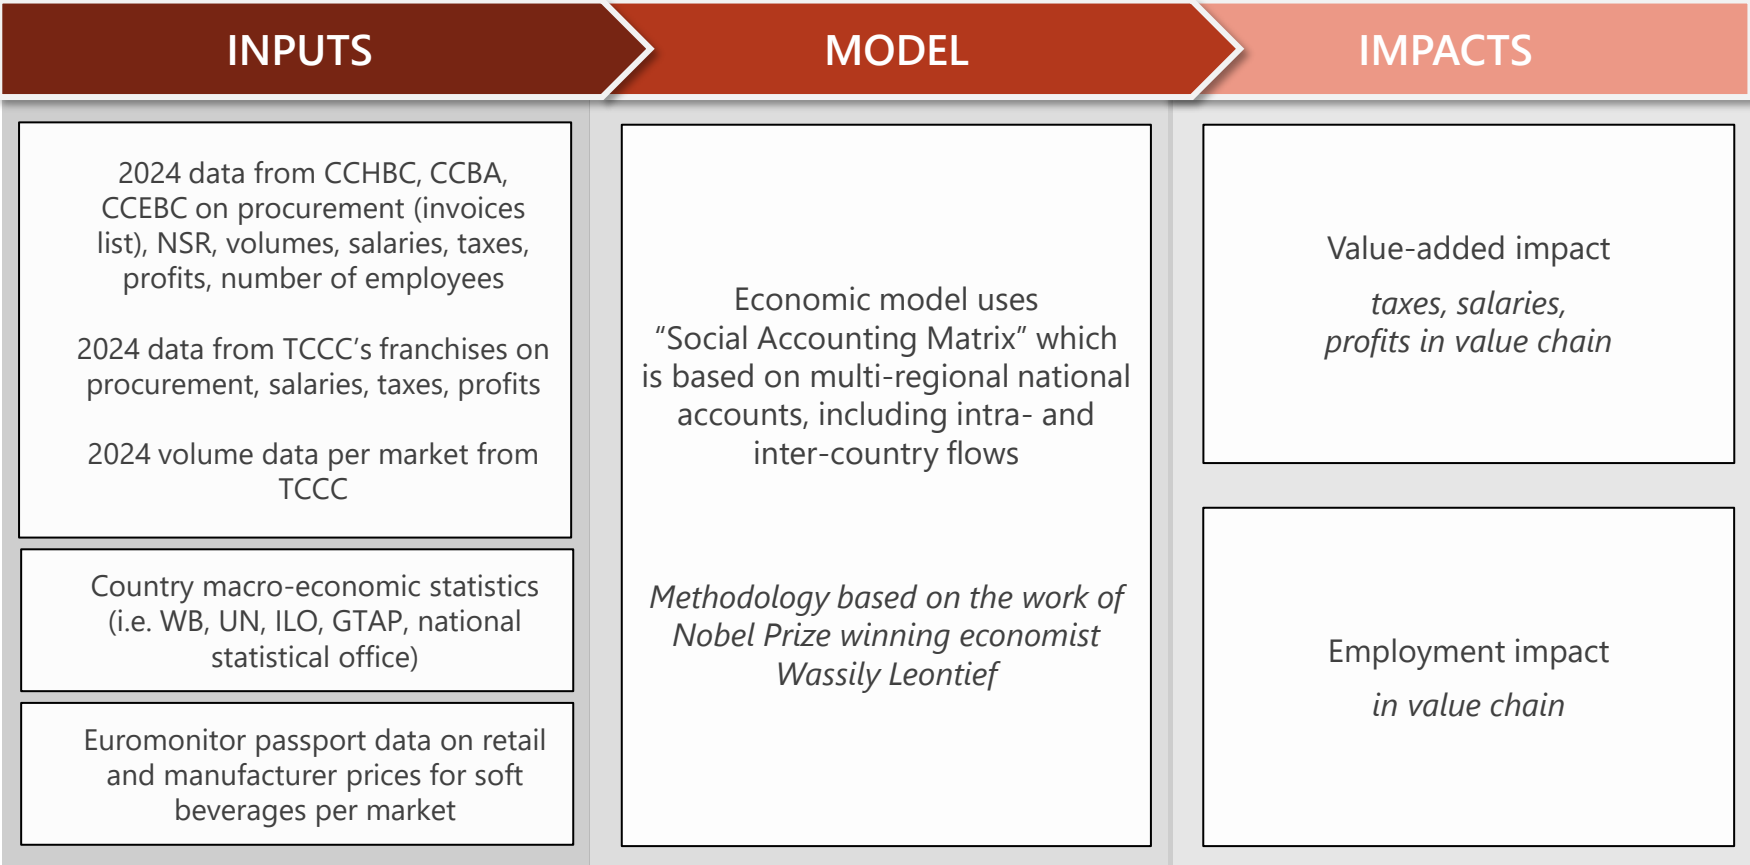 INPUTS
MODEL
IMPACTS
2024 data from CCHBC, CCBA,
CCEBC on procurement (invoices
list), NSR, volumes, salaries, taxes,
profits, number of employees
2024 data from TCCC’s franchises on
procurement, salaries, taxes, profits
2024 volume data per market from
TCCC
Country macro-economic statistics
(i.e. WB, UN, ILO, GTAP, national
statistical office)
Euromonitor passport data on retail
and manufacturer prices for soft
beverages per market
Economic model uses
“Social Accounting Matrix” which
is based on multi-regional national
accounts, including intra- and
inter-country flows
Methodology based on the work of
Nobel Prize winning economist
Wassily Leontief
Value-added impact
taxes, salaries,
profits in value chain
Employment impact
in value chain